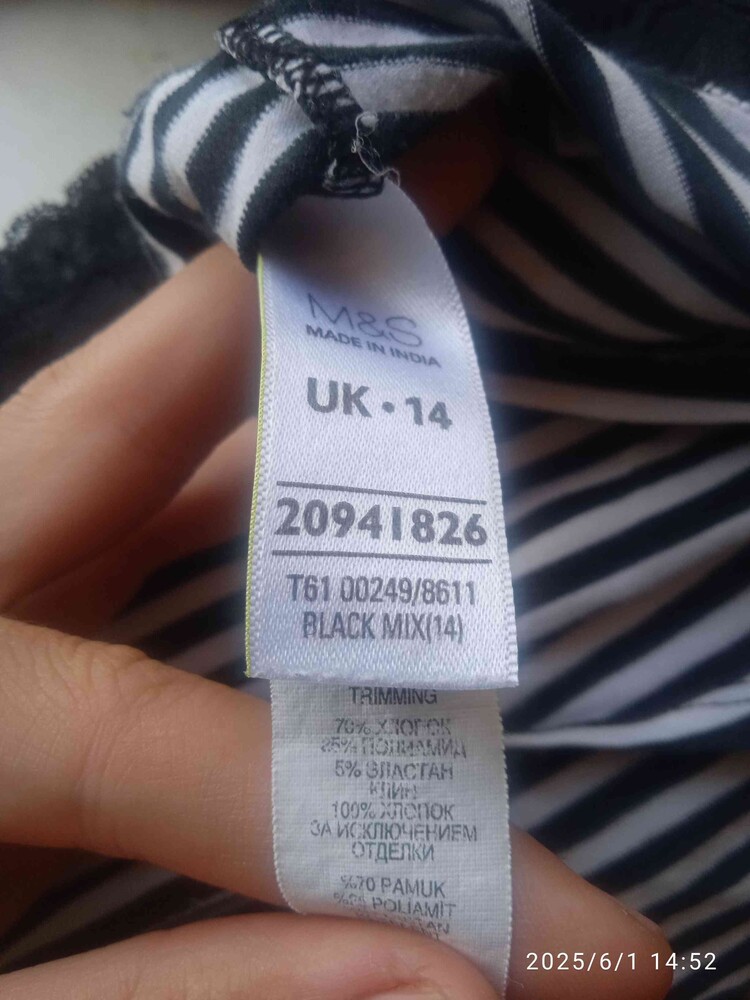 M&S
MADE IN INDIA
UK • 14
20941826
T61 00249/8611
BLACK MIX(14)
TRIMMING
70% ХЛОПОК
25% ПОЛИАМИД
5% ЭЛАСТАН
КЛИН
100% ХЛОПОК
ЗА ИСКЛЮЧЕНИЕМ
ОТДЕЛКИ
%70 PAMUK
POLIAMİT
2025/6/1 14:52